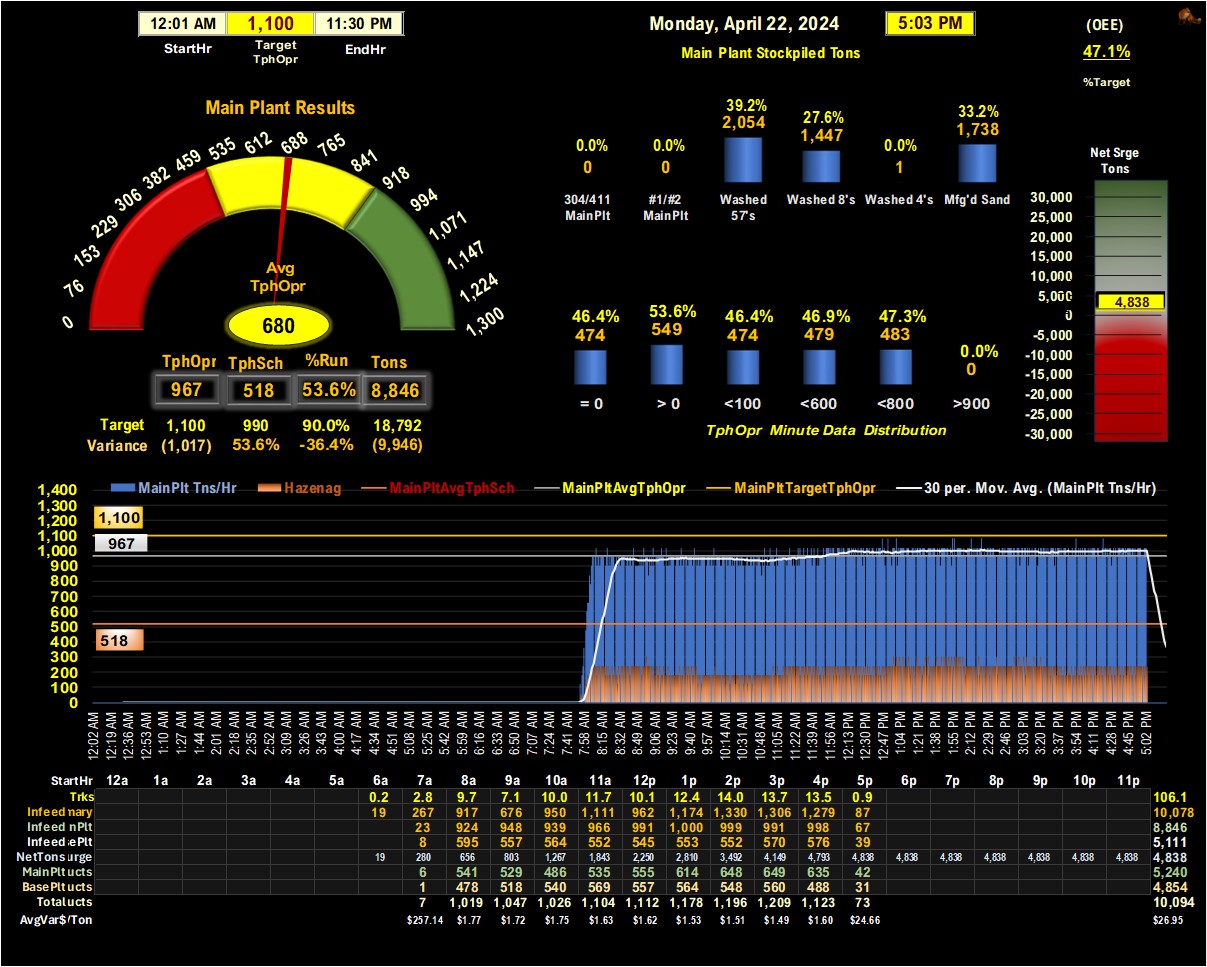 12:01 AM 1,100 11:30 PM
StartHr Target TphOpr EndHr
Monday, April 22, 2024 5:03 PM
Main Plant Stockpiled Tons
(OEE)
47.1%
%Target
Main Plant Results
0 76 153 229 306 382 459 535 612 688 765 841 918 994 1,071 1,147 1,224 1,300
Avg
TphOpr
680
TphOpr TphSch %Run Tons
967 518 53.6% 8,846
Target 1,100 990 90.0% 18,792
Variance (1,017) 53.6% -36.4% (9,946)
0.0% 0.0% 39.2% 27.6% 0.0% 33.2%
0 0 2,054 1,447 1 1,738
304/411 #1/#2 Washed Washed 8's Washed 4's Mfg'd Sand
MainPlt MainPlt 57's
46.4% 53.6% 46.4% 46.9% 47.3% 0.0%
474 549 474 479 483 0
= 0 > 0 <100 <600 <800 >900
TphOpr Minute Data Distribution
Net Srge
Tons
30,000
25,000
20,000
15,000
10,000
5,000
4,838
0
-5,000
-10,000
-15,000
-20,000
-25,000
-30,000
MainPlt Tns/Hr Hazenag MainPltAvgTphSch MainPltAvgTphOpr MainPltTargetTphOpr 30 per. Mov. Avg. (MainPlt Tns/Hr)
1,400
1,300
1,200
1,100
1,000
900
800
700
600
500
400
300
200
100
0
1,100
967
518
12:02 AM 12:19 AM 12:36 AM 12:53 AM 1:10 AM 1:27 AM 1:44 AM 2:01 AM 2:18 AM 2:35 AM 2:52 AM 3:09 AM 3:26 AM 3:43 AM 4:00 AM 4:17 AM 4:34 AM 4:51 AM 5:08 AM 5:25 AM 5:42 AM 5:59 AM 6:16 AM 6:33 AM 6:50 AM 7:07 AM 7:24 AM 7:41 AM 7:58 AM 8:15 AM 8:32 AM 8:49 AM 9:06 AM 9:23 AM 9:40 AM 9:57 AM 10:14 AM 10:31 AM 10:48 AM 11:05 AM 11:22 AM 11:39 AM 11:56 AM 12:13 PM 12:30 PM 12:47 PM 1:04 PM 1:21 PM 1:38 PM 1:55 PM 2:12 PM 2:29 PM 2:46 PM 3:03 PM 3:20 PM 3:37 PM 3:54 PM 4:11 PM 4:28 PM 4:45 PM 5:02 PM
StartHr 12a 1a 2a 3a 4a 5a 6a 7a 8a 9a 10a 11a 12p 1p 2p 3p 4p 5p 6p 7p 8p 9p 10p 11p
Trks 0.2 2.8 9.7 7.1 10.0 11.7 10.1 12.4 14.0 13.7 13.5 0.9 106.1
Infeed mary 19 267 917 676 950 1,111 962 1,174 1,330 1,306 1,279 87 10,078
Infeed nPlt 23 924 948 939 966 991 1,000 999 991 998 67 8,846
Infeed ePlt 8 595 557 564 552 545 553 552 570 576 39 5,111
NetTons urge 19 280 656 803 1,267 1,843 2,250 2,810 3,492 4,149 4,793 4,838 4,838 4,838 4,838 4,838 4,838 4,838 4,838
MainPlt ucts 6 541 529 486 535 555 614 648 649 635 42 5,240
BasePlt ucts 1 478 518 540 569 557 564 548 560 488 31 4,854
Total ucts 7 1,019 1,047 1,026 1,104 1,112 1,178 1,196 1,209 1,123 73 10,094
AvgVar$/Ton $257.14 $1.77 $1.72 $1.75 $1.63 $1.62 $1.53 $1.51 $1.49 $1.60 $24.66 $26.95